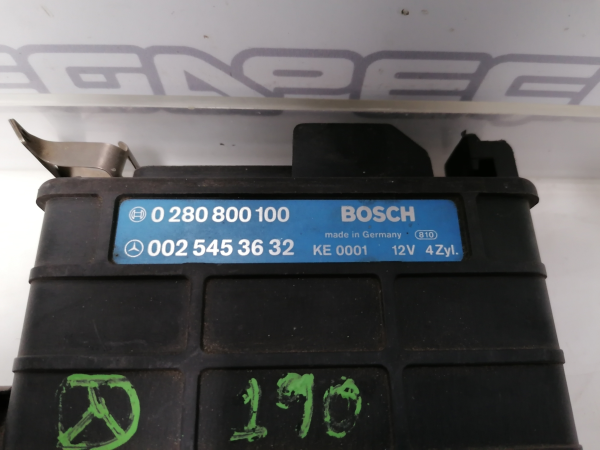 0 280 800 100 BOSCH
made in Germany B10
002 545 36 32 KE 0001 12V 4Zyl.
190